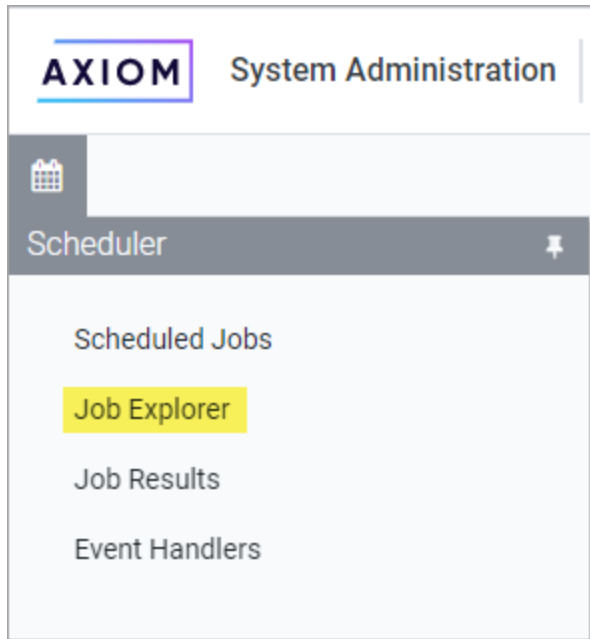 AXIOM System Administration
Scheduler
Scheduled Jobs
Job Explorer
Job Results
Event Handlers